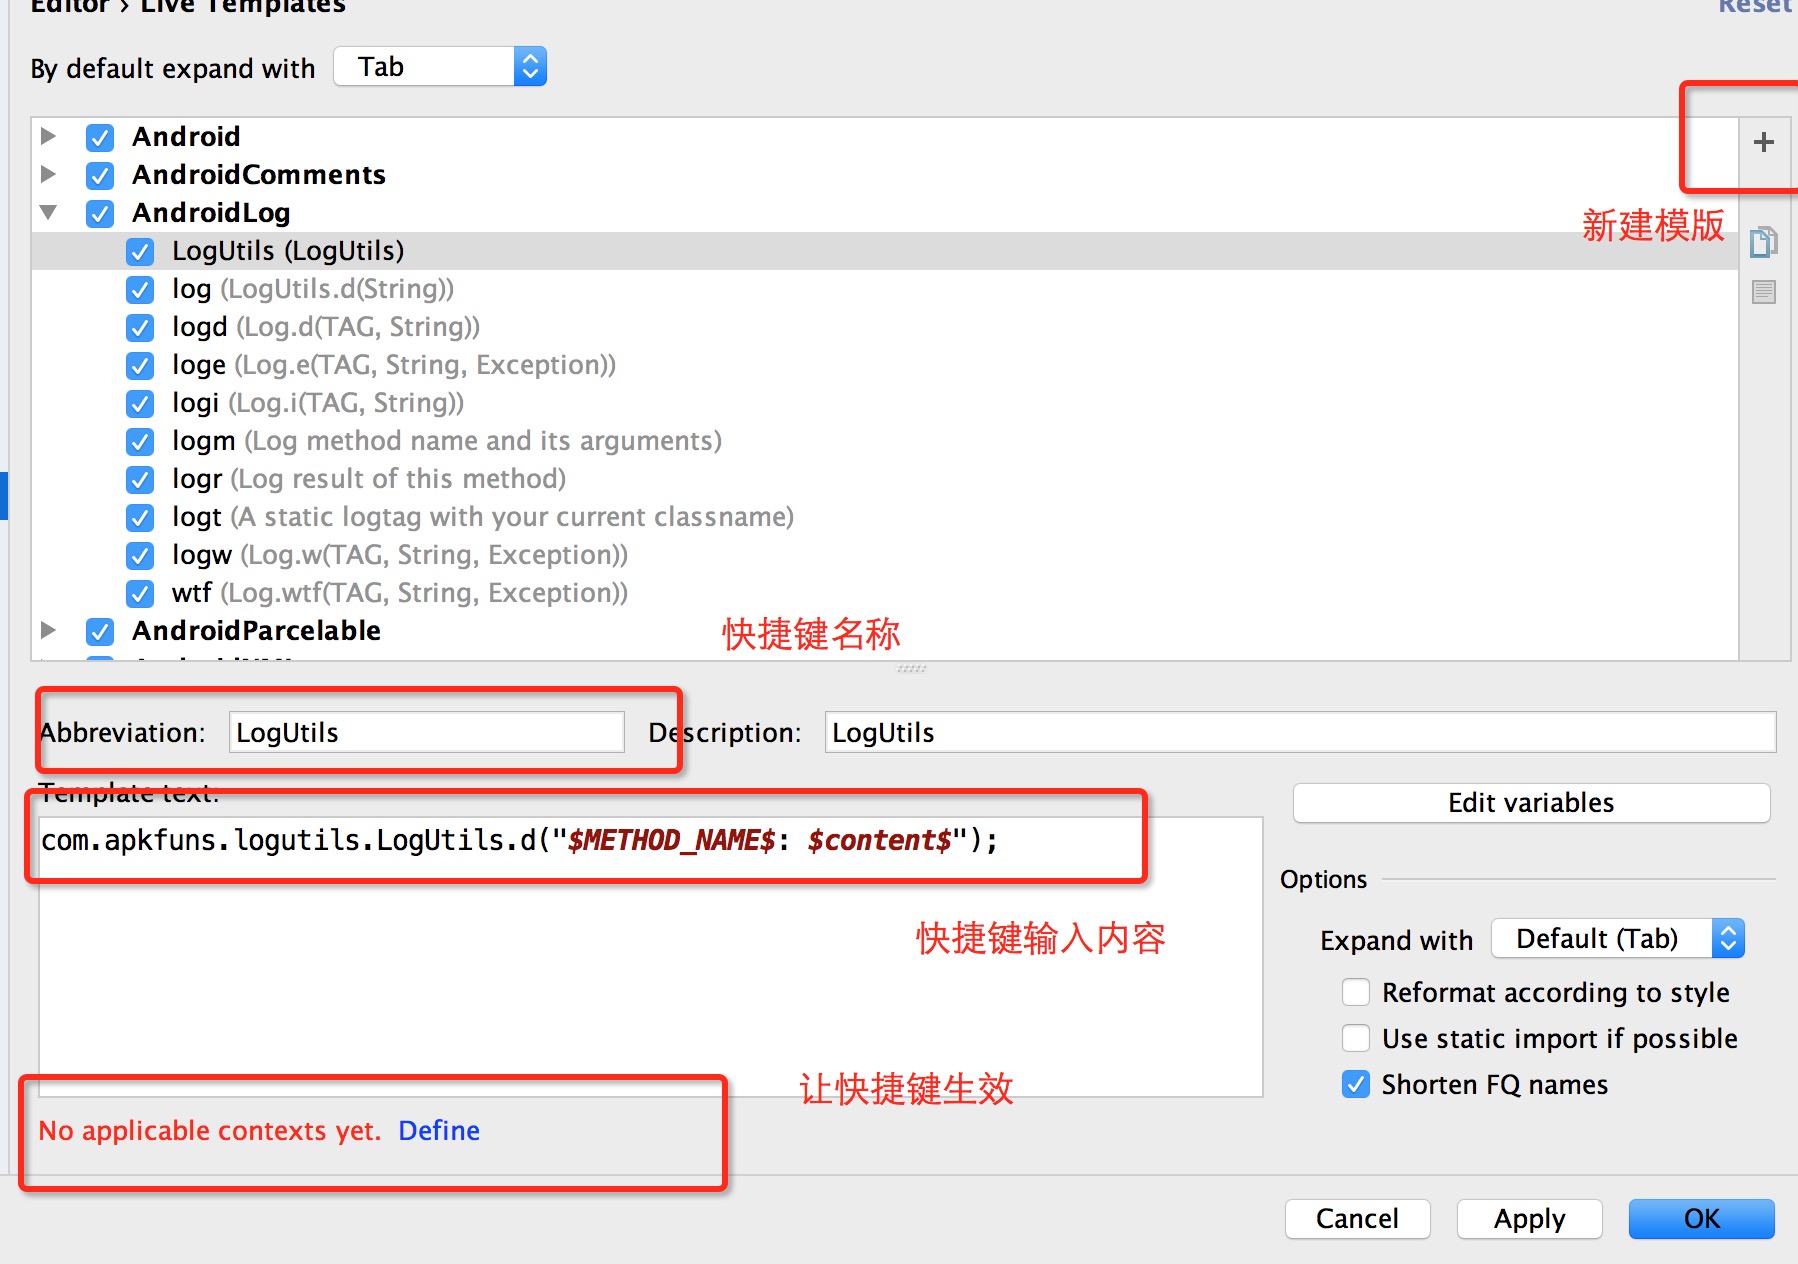 Editor › Live Templates
Reset
By default expand with Tab
Android
AndroidComments
AndroidLog
LogUtils (LogUtils)
新建模版
log (LogUtils.d(String))
logd (Log.d(TAG, String))
loge (Log.e(TAG, String, Exception))
logi (Log.i(TAG, String))
logm (Log method name and its arguments)
logr (Log result of this method)
logt (A static logtag with your current classname)
logw (Log.w(TAG, String, Exception))
wtf (Log.wtf(TAG, String, Exception))
AndroidParcelable
快捷键名称
Abbreviation: LogUtils Description: LogUtils
Template text:
Edit variables
com.apkfuns.logutils.LogUtils.d("$METHOD_NAME$: $content$");
Options
快捷键输入内容
Expand with Default (Tab)
Reformat according to style
Use static import if possible
让快捷键生效
Shorten FQ names
No applicable contexts yet. Define
Cancel Apply OK